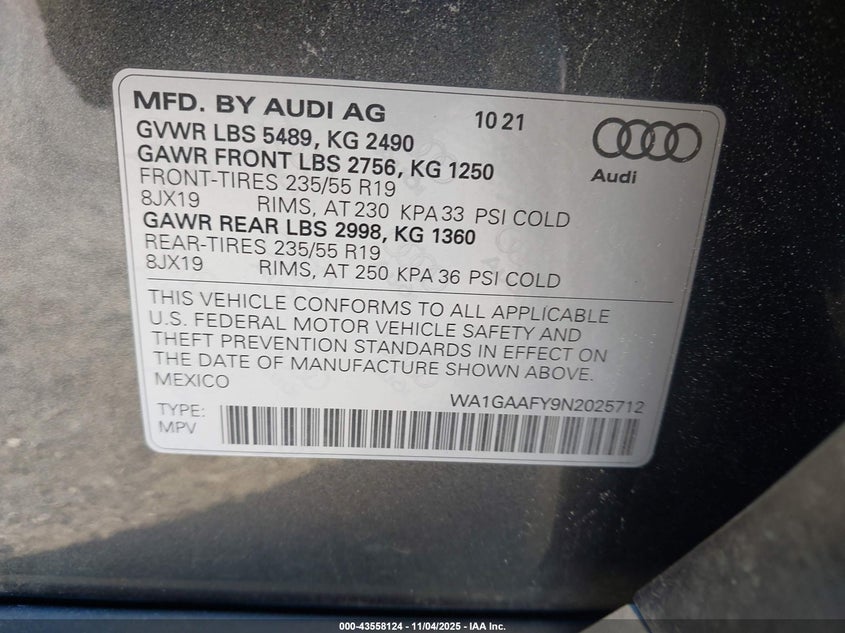 MFD. BY AUDI AG 10 21
GVWR LBS 5489, KG 2490
GAWR FRONT LBS 2756, KG 1250
FRONT-TIRES 235/55 R19
8JX19 RIMS, AT 230 KPA 33 PSI COLD
GAWR REAR LBS 2998, KG 1360
REAR-TIRES 235/55 R19
8JX19 RIMS, AT 250 KPA 36 PSI COLD
Audi
THIS VEHICLE CONFORMS TO ALL APPLICABLE
U.S. FEDERAL MOTOR VEHICLE SAFETY AND
THEFT PREVENTION STANDARDS IN EFFECT ON
THE DATE OF MANUFACTURE SHOWN ABOVE.
MEXICO
WA1GAAFY9N2025712
TYPE:
MPV
000-43558124 - 11/04/2025 - IAA Inc.